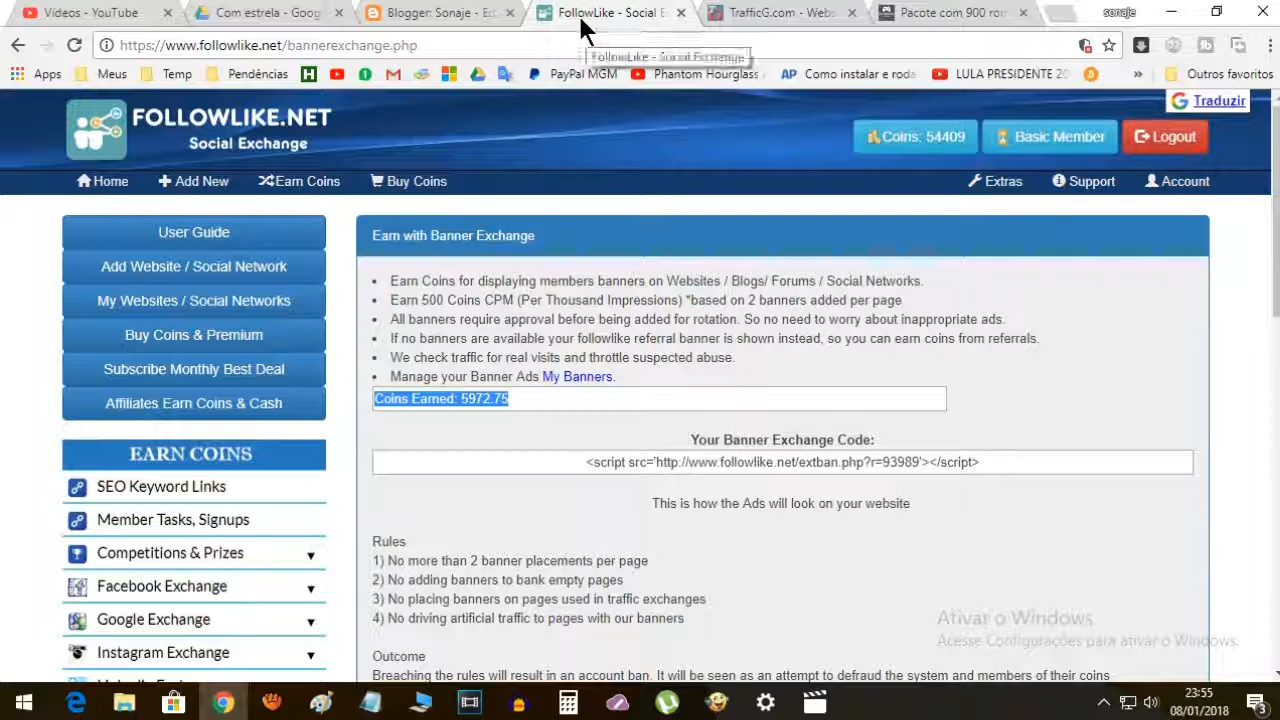 Vídeos - YouTube
Com estrela - Goog
Blogger: Sonaje - Ec
FollowLike - Social E
TrafficG.com - Webs
Pacote com 900 rom
sonaje
https://www.followlike.net/bannerexchange.php
FollowLike - Social Exchange
Apps
Meus
Temp
Pendências
PayPal MGM
Phantom Hourglass
AP Como instalar e roda
LULA PRESIDENTE 20
»
Outros favoritos
Traduzir
FOLLOWLIKE.NET
Social Exchange
Coins: 54409
Basic Member
Logout
Home
Add New
Earn Coins
Buy Coins
Extras
Support
Account
User Guide
Add Website / Social Network
My Websites / Social Networks
Buy Coins & Premium
Subscribe Monthly Best Deal
Affiliates Earn Coins & Cash
EARN COINS
SEO Keyword Links
Member Tasks, Signups
Competitions & Prizes
Facebook Exchange
Google Exchange
Instagram Exchange
Earn with Banner Exchange
• Earn Coins for displaying members banners on Websites / Blogs/ Forums / Social Networks.
• Earn 500 Coins CPM (Per Thousand Impressions) *based on 2 banners added per page
• All banners require approval before being added for rotation. So no need to worry about inappropriate ads.
• If no banners are available your followlike referral banner is shown instead, so you can earn coins from referrals.
• We check traffic for real visits and throttle suspected abuse.
• Manage your Banner Ads My Banners.
Coins Earned: 5972.75
Your Banner Exchange Code:
<script src='http://www.followlike.net/extban.php?r=93989'></script>
This is how the Ads will look on your website
Rules
1) No more than 2 banner placements per page
2) No adding banners to bank empty pages
3) No placing banners on pages used in traffic exchanges
4) No driving artificial traffic to pages with our banners
Outcome
Breaching the rules will result in an account ban. It will be seen as an attempt to defraud the system and members of their coins
Ativar o Windows
Acesse Configurações para ativar o Windows.
23:55
08/01/2018
3